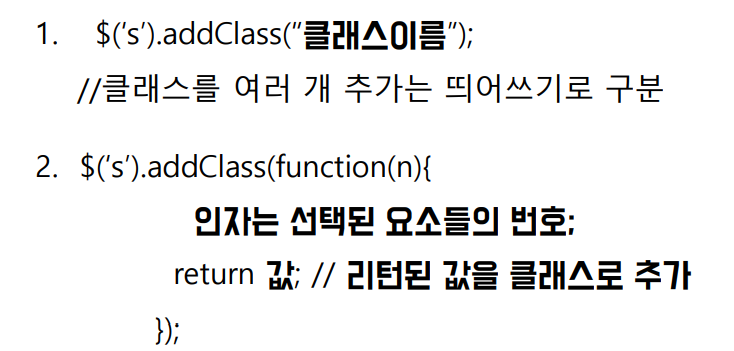 1. $(‘s’).addClass(“클래스이름”);
//클래스를 여러 개 추가는 띄어쓰기로 구분
2. $(‘s’).addClass(function(n){
인자는 선택된 요소들의 번호;
return 값; // 리턴된 값을 클래스로 추가
});